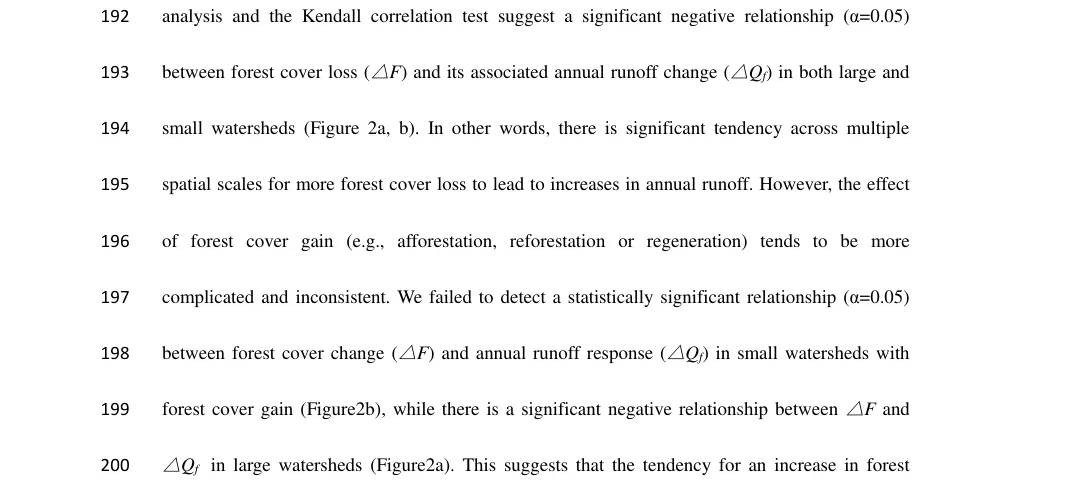 192 analysis and the Kendall correlation test suggest a significant negative relationship (α=0.05)
193 between forest cover loss (△F) and its associated annual runoff change (△Qf) in both large and
194 small watersheds (Figure 2a, b). In other words, there is significant tendency across multiple
195 spatial scales for more forest cover loss to lead to increases in annual runoff. However, the effect
196 of forest cover gain (e.g., afforestation, reforestation or regeneration) tends to be more
197 complicated and inconsistent. We failed to detect a statistically significant relationship (α=0.05)
198 between forest cover change (△F) and annual runoff response (△Qf) in small watersheds with
199 forest cover gain (Figure2b), while there is a significant negative relationship between △F and
200 △Qf in large watersheds (Figure2a). This suggests that the tendency for an increase in forest